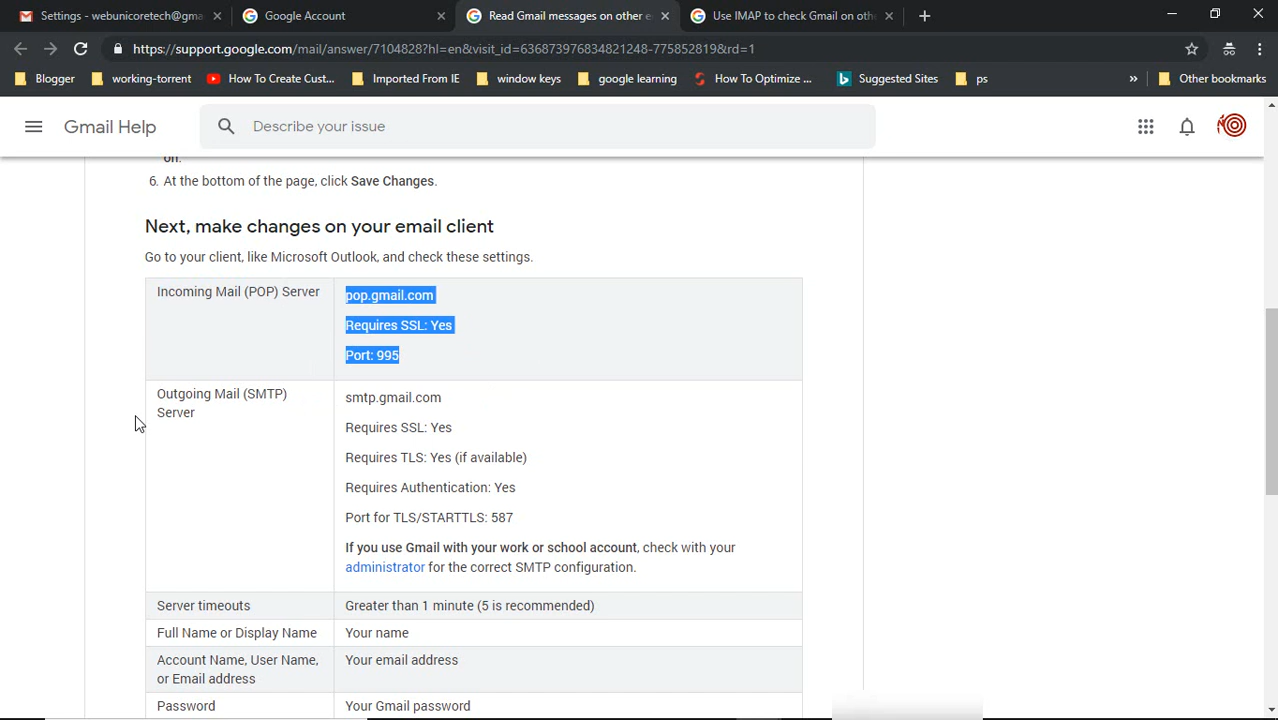 Settings - webunicoretech@gma
Google Account
Read Gmail messages on other e
Use IMAP to check Gmail on oth
https://support.google.com/mail/answer/7104828?hl=en&visit_id=636873976834821248-775852819&rd=1
Blogger
working-torrent
How To Create Cust...
Imported From IE
window keys
google learning
How To Optimize ...
Suggested Sites
ps
»
Other bookmarks
Gmail Help
Describe your issue
on.
6. At the bottom of the page, click Save Changes.
Next, make changes on your email client
Go to your client, like Microsoft Outlook, and check these settings.
Incoming Mail (POP) Server
pop.gmail.com
Requires SSL: Yes
Port: 995
Outgoing Mail (SMTP)
Server
smtp.gmail.com
Requires SSL: Yes
Requires TLS: Yes (if available)
Requires Authentication: Yes
Port for TLS/STARTTLS: 587
If you use Gmail with your work or school account, check with your
administrator for the correct SMTP configuration.
Server timeouts
Greater than 1 minute (5 is recommended)
Full Name or Display Name
Your name
Account Name, User Name,
or Email address
Your email address
Password
Your Gmail password